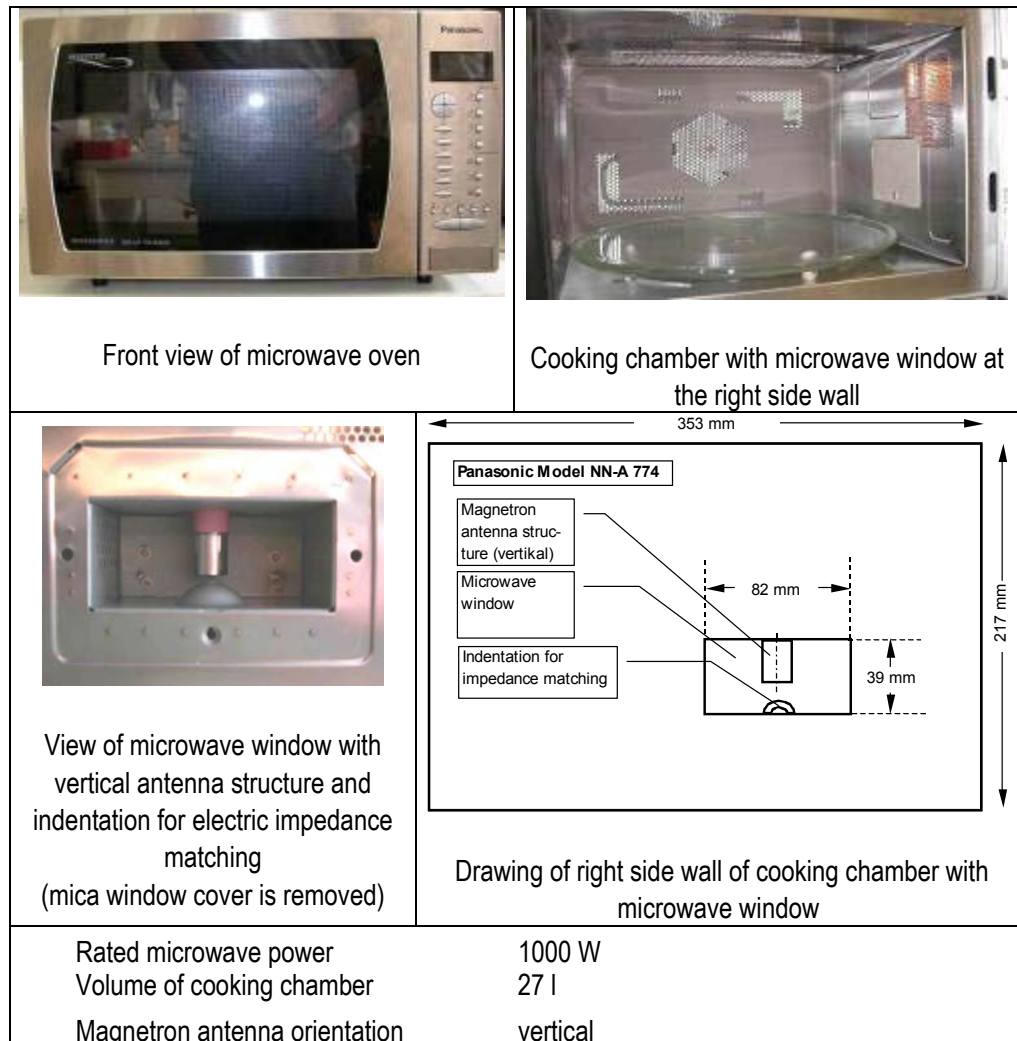 Panasonic
Front view of microwave oven
Cooking chamber with microwave window at
the right side wall
View of microwave window with
vertical antenna structure and
indentation for electric impedance
matching
(mica window cover is removed)
353 mm
Panasonic Model NN-A 774
Magnetron
antenna struc-
ture (vertikal)
Microwave
window
Indentation for
impedance matching
82 mm
39 mm
217 mm
Drawing of right side wall of cooking chamber with
microwave window
Rated microwave power 1000 W
Volume of cooking chamber 27 l
Magnetron antenna orientation vertical